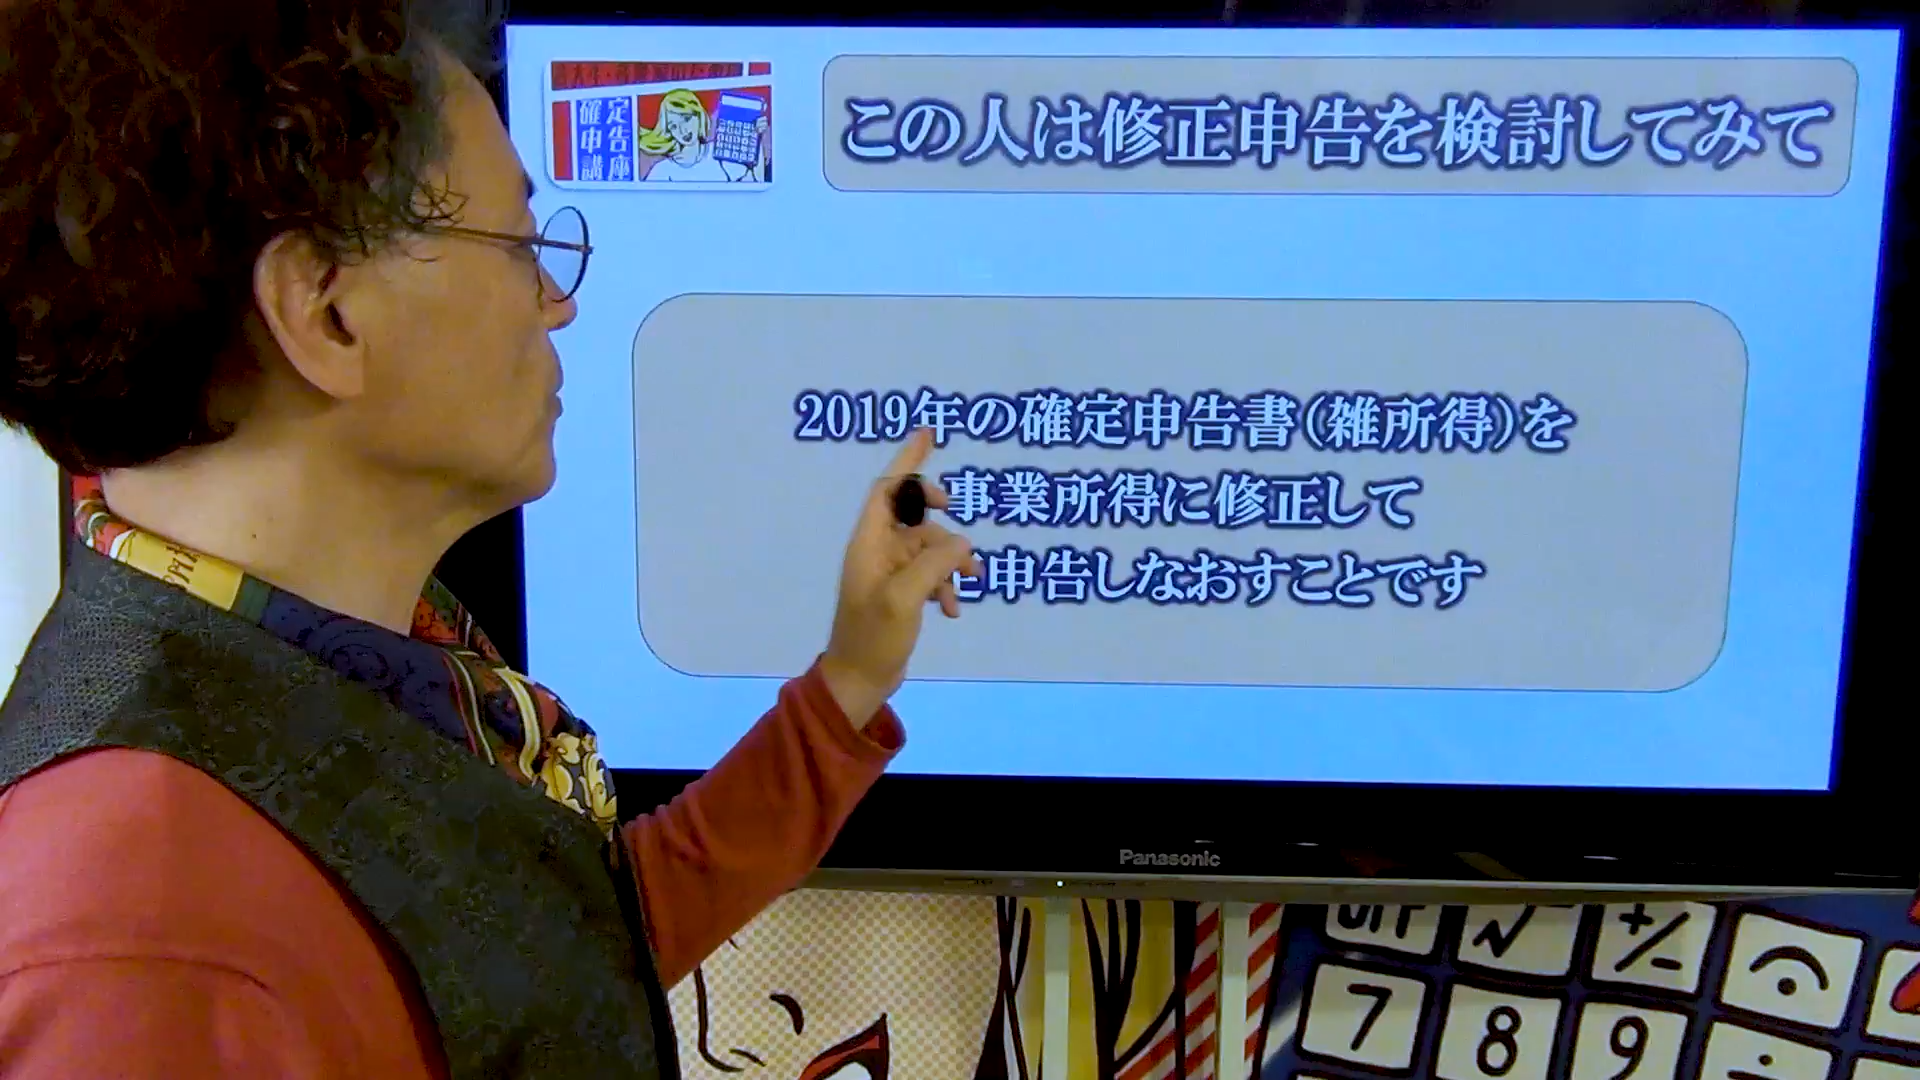 確定
申告
講座
この人は修正申告を検討してみて
2019年の確定申告書(雑所得)を
事業所得に修正して
申告しなおすことです
Panasonic
OFF √ +/-
7 8 9 ÷